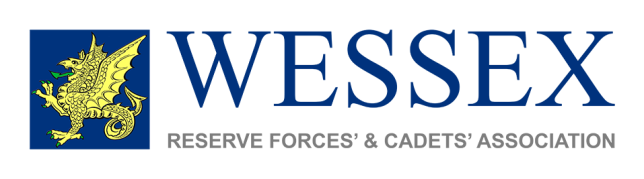 WESSEX
RESERVE FORCES’ & CADETS’ ASSOCIATION